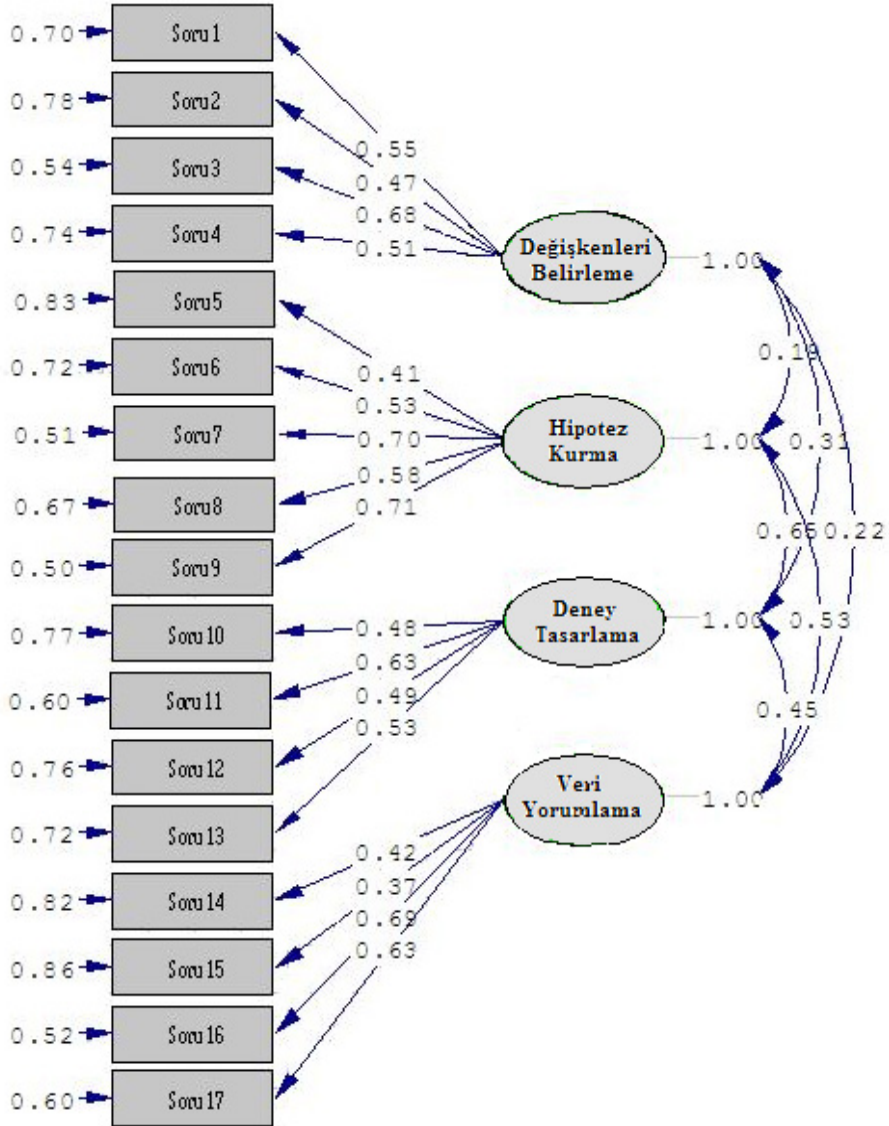 0.70 Soru1
0.78 Soru2
0.54 Soru3
0.74 Soru4
0.83 Soru5
0.72 Soru6
0.51 Soru7
0.67 Soru8
0.50 Soru9
0.77 Soru10
0.60 Soru11
0.76 Soru12
0.72 Soru13
0.82 Soru14
0.86 Soru15
0.52 Soru16
0.60 Soru17
0.55
0.47
0.68
0.51
0.41
0.53
0.70
0.58
0.71
0.48
0.63
0.49
0.53
0.42
0.37
0.69
0.63
Değişkenleri
Belirleme
1.00
Hipotez
Kurma
1.00
Deney
Tasarlama
1.00
Veri
Yorumlama
1.00
0.31
0.65
0.22
0.53
0.45